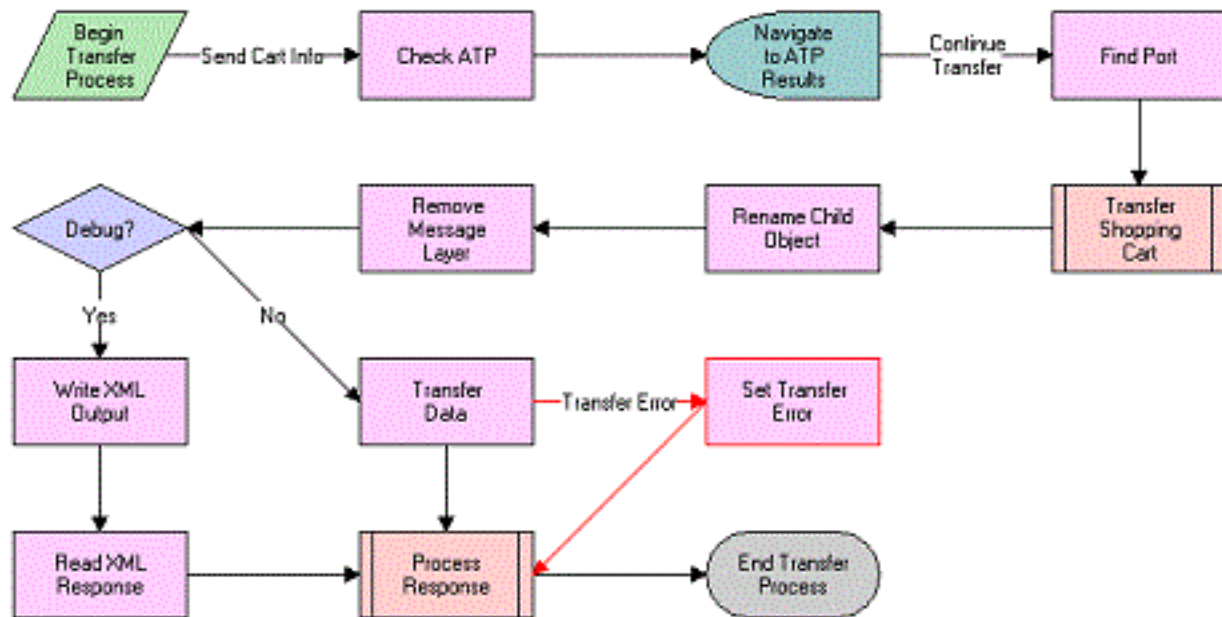 Begin
Transfer
Process
Send Cart Info
Check ATP
Navigate
to ATP
Results
Continue
Transfer
Find Port
Debug?
Remove
Message
Layer
Rename Child
Object
Transfer
Shopping
Cart
Yes
No
Write XML
Output
Transfer
Data
Transfer Error
Set Transfer
Error
Read XML
Response
Process
Response
End Transfer
Process